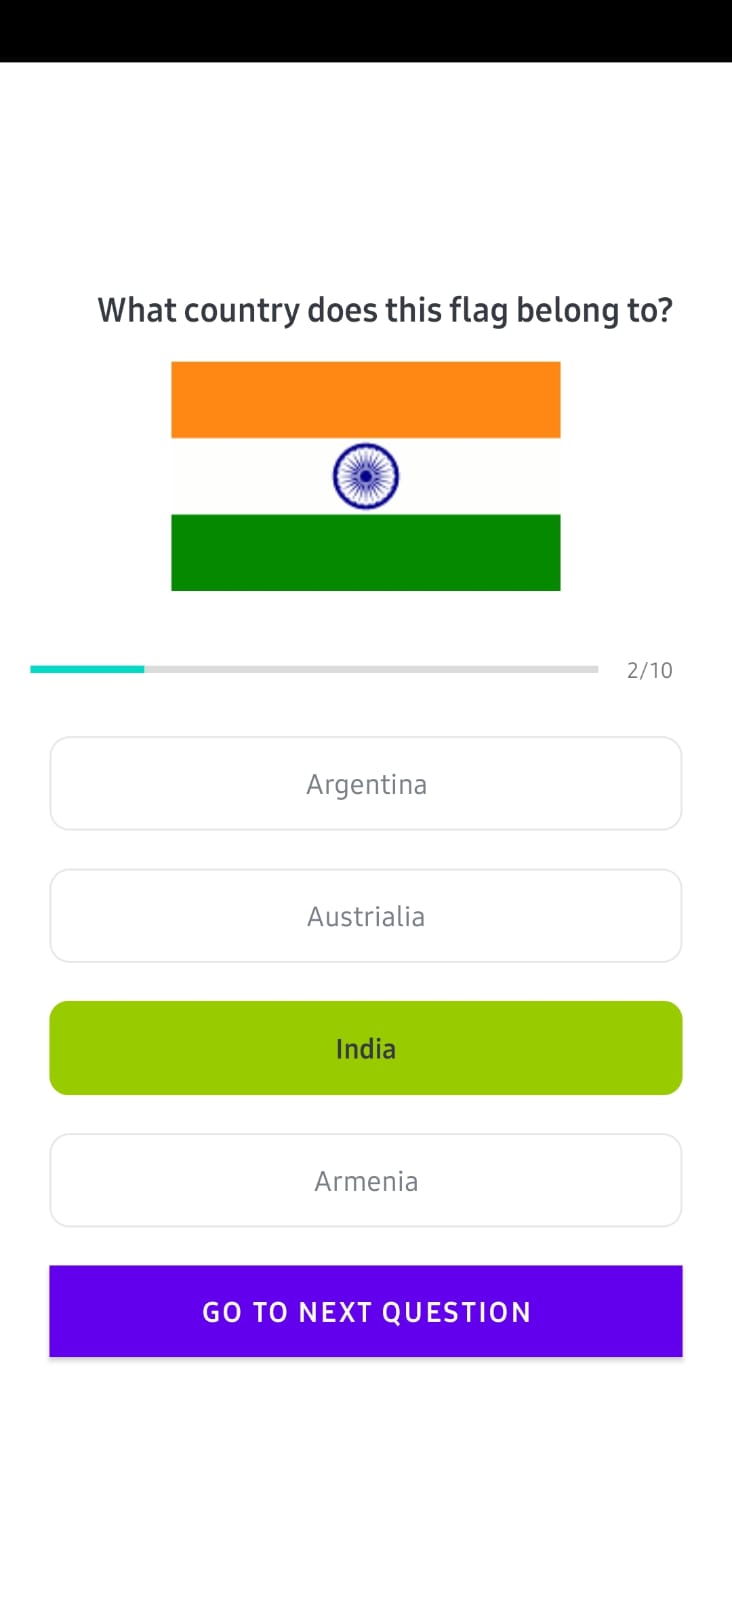 What country does this flag belong to?
2/10
Argentina
Austrialia
India
Armenia
GO TO NEXT QUESTION